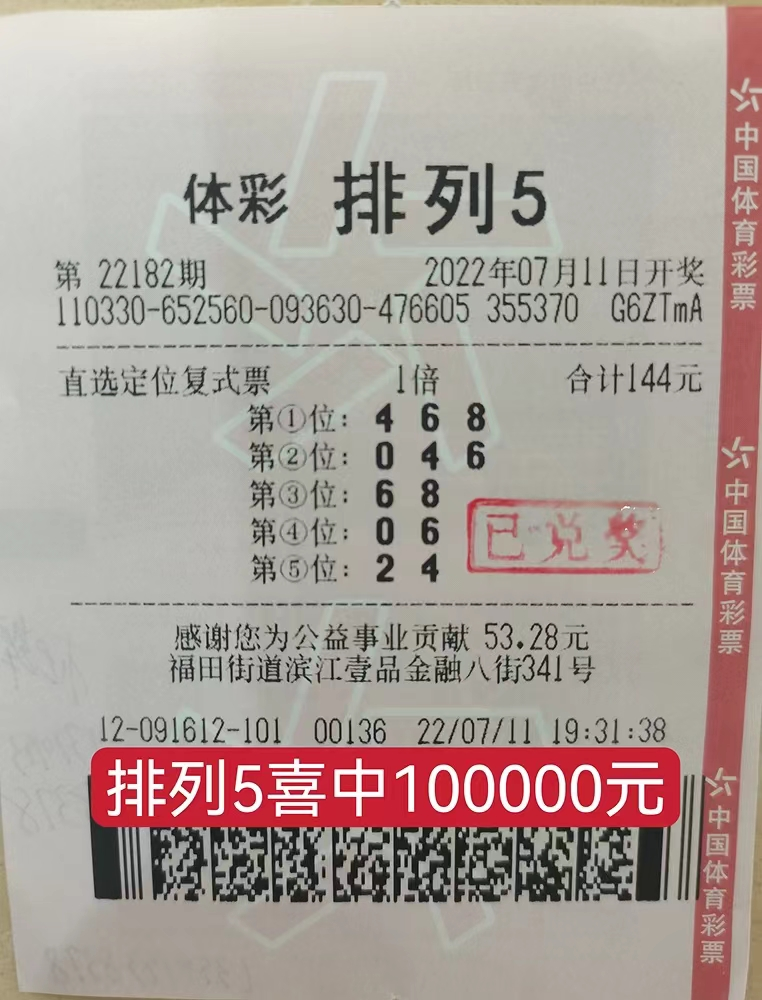 体彩 排列5
第 22182期 2022年07月11日开奖
110330-652560-093630-476605 355370 G6ZTmA
直选定位复式票 1倍 合计144元
第①位: 4 6 8
第②位: 0 4 6
第③位: 6 8
第④位: 0 6
第⑤位: 2 4
已兑奖
感谢您为公益事业贡献 53.28元
福田街道滨江壹品金融八街341号
12-091612-101 00136 22/07/11 19:31:38
排列5喜中100000元
中国体育彩票
中国体育彩票
中国体育彩票